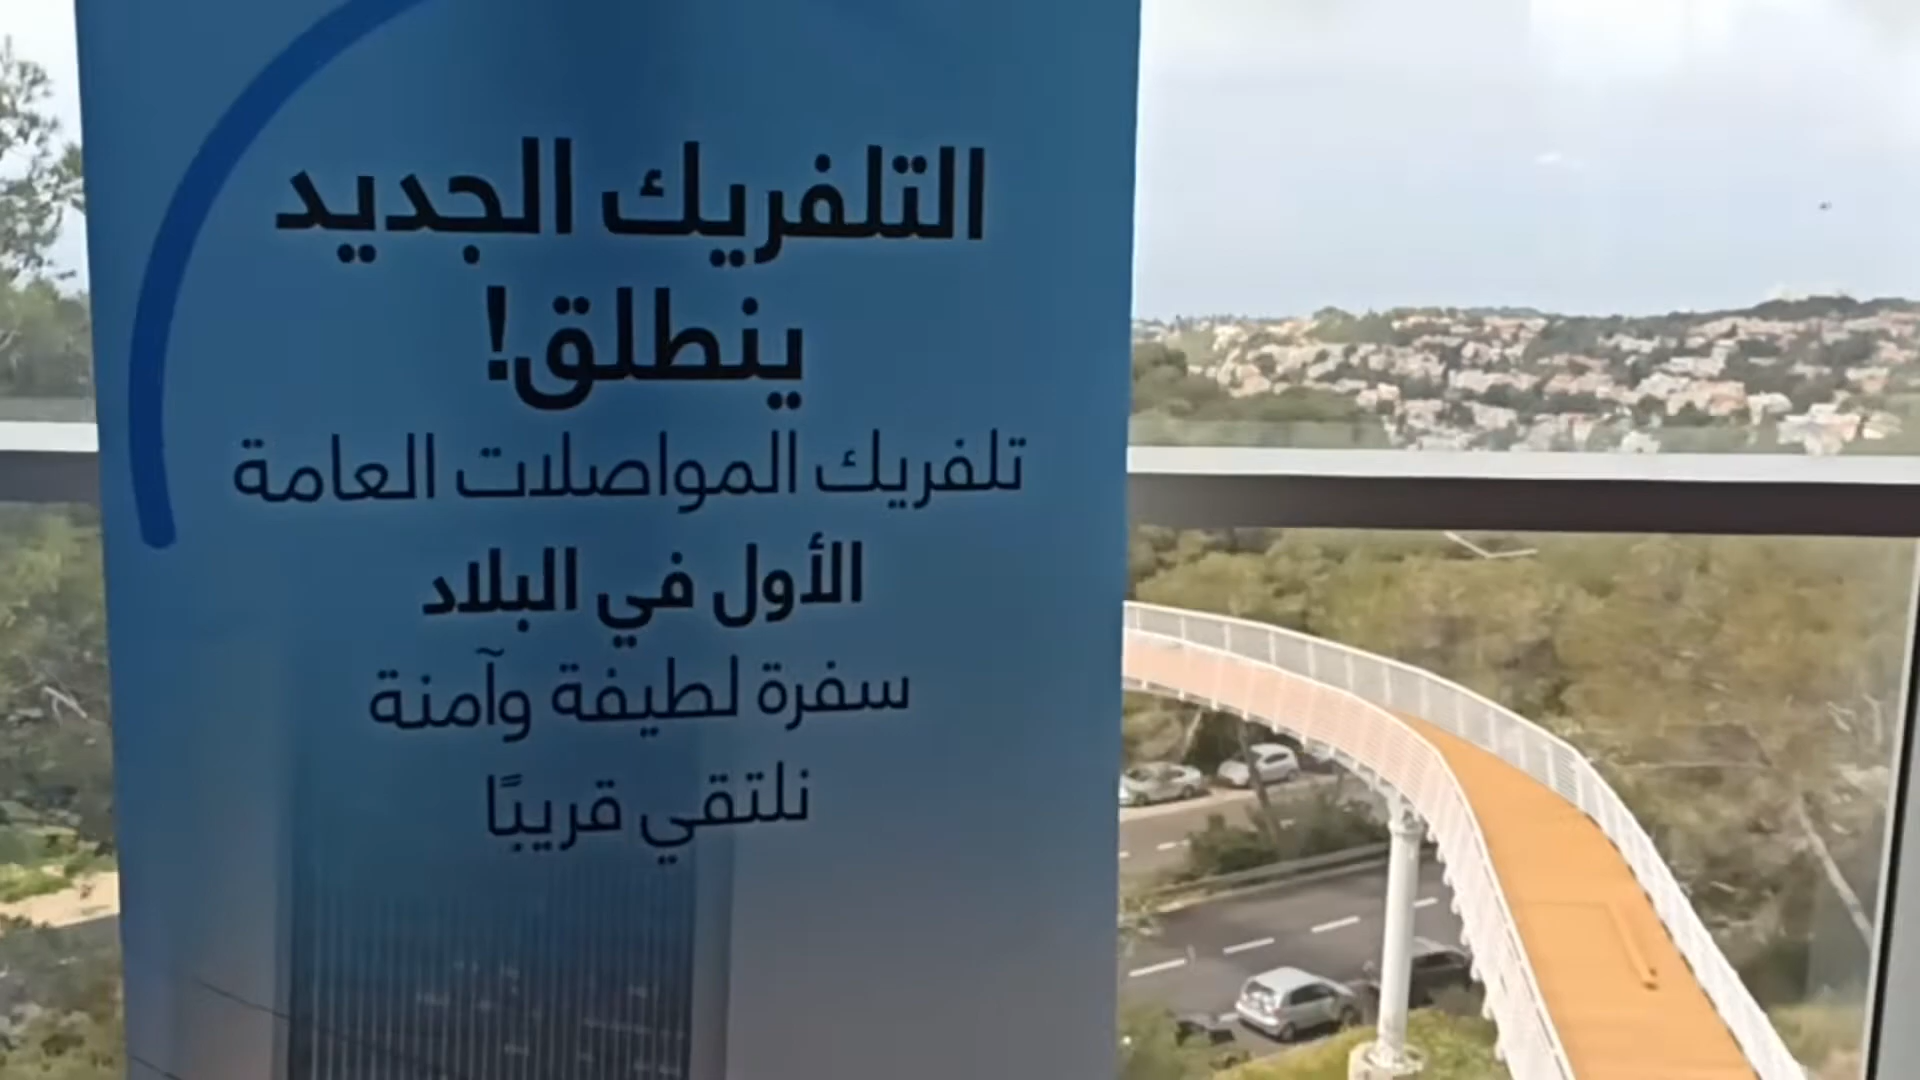 التلفريك الجديد
ينطلق!
تلفريك المواصلات العامة
الأول في البلاد
سفرة لطيفة وآمنة
نلتقي قريبًا